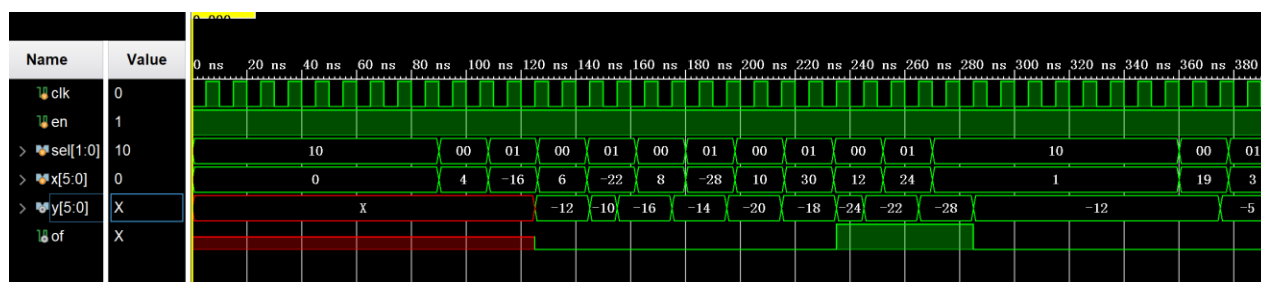 0.000
Name Value
0 ns 20 ns 40 ns 60 ns 80 ns 100 ns 120 ns 140 ns 160 ns 180 ns 200 ns 220 ns 240 ns 260 ns 280 ns 300 ns 320 ns 340 ns 360 ns 380
clk 0
en 1
> sel[1:0] 10 10 00 01 00 01 00 01 00 01 00 01 10 00 01
> x[5:0] 0 0 4 -16 6 -22 8 -28 10 30 12 24 1 19 3
> y[5:0] X X -12 -10 -16 -14 -20 -18 -24 -22 -28 -12 -5
of X